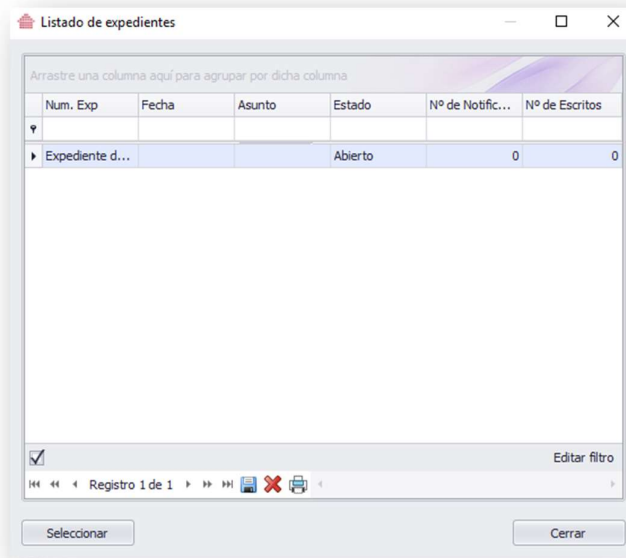 Listado de expedientes
Arrastre una columna aquí para agrupar por dicha columna
Num. Exp Fecha Asunto Estado Nº de Notific... Nº de Escritos
Expediente d... Abierto 0 0
Editar filtro
Registro 1 de 1
Seleccionar Cerrar